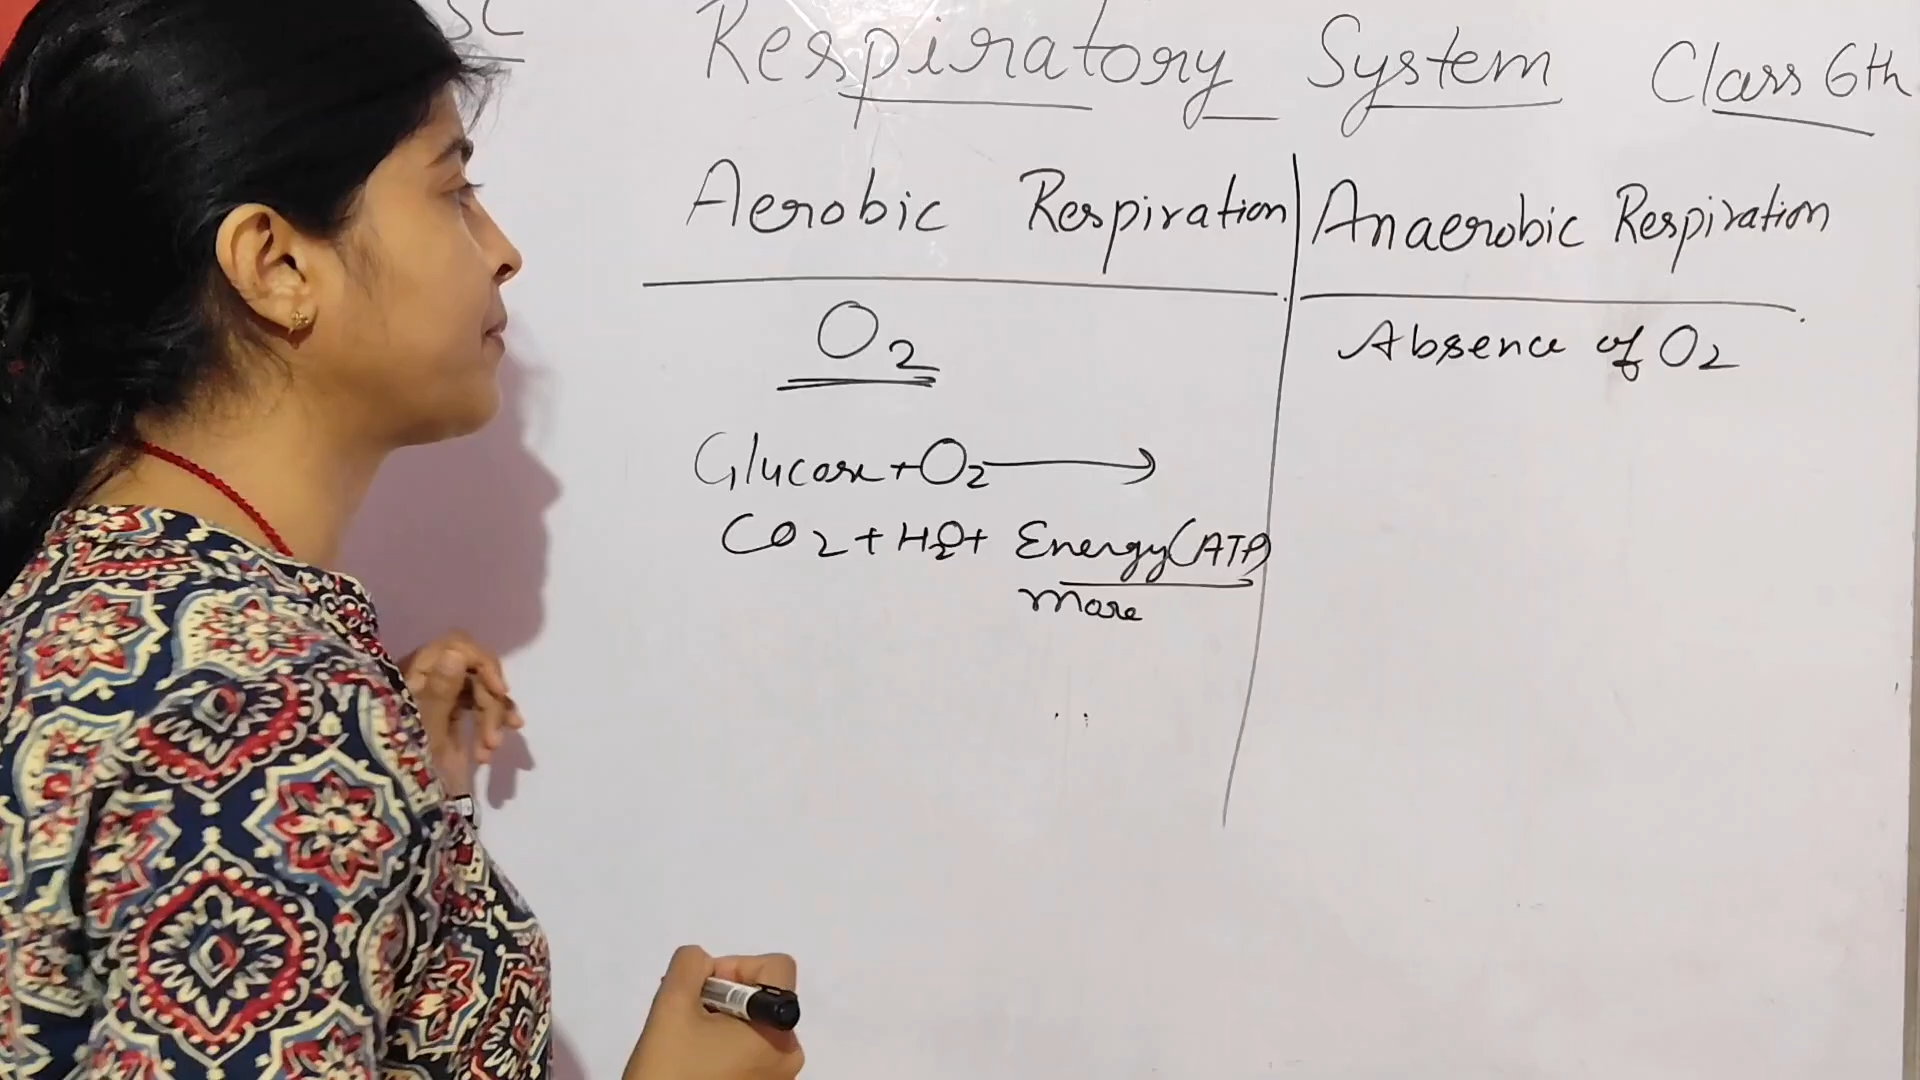 Respiratory System Class 6th
Aerobic Respiration
O2
Glucose + O2 →
CO2 + H2O + Energy (ATP)
more
Anaerobic Respiration
Absence of O2